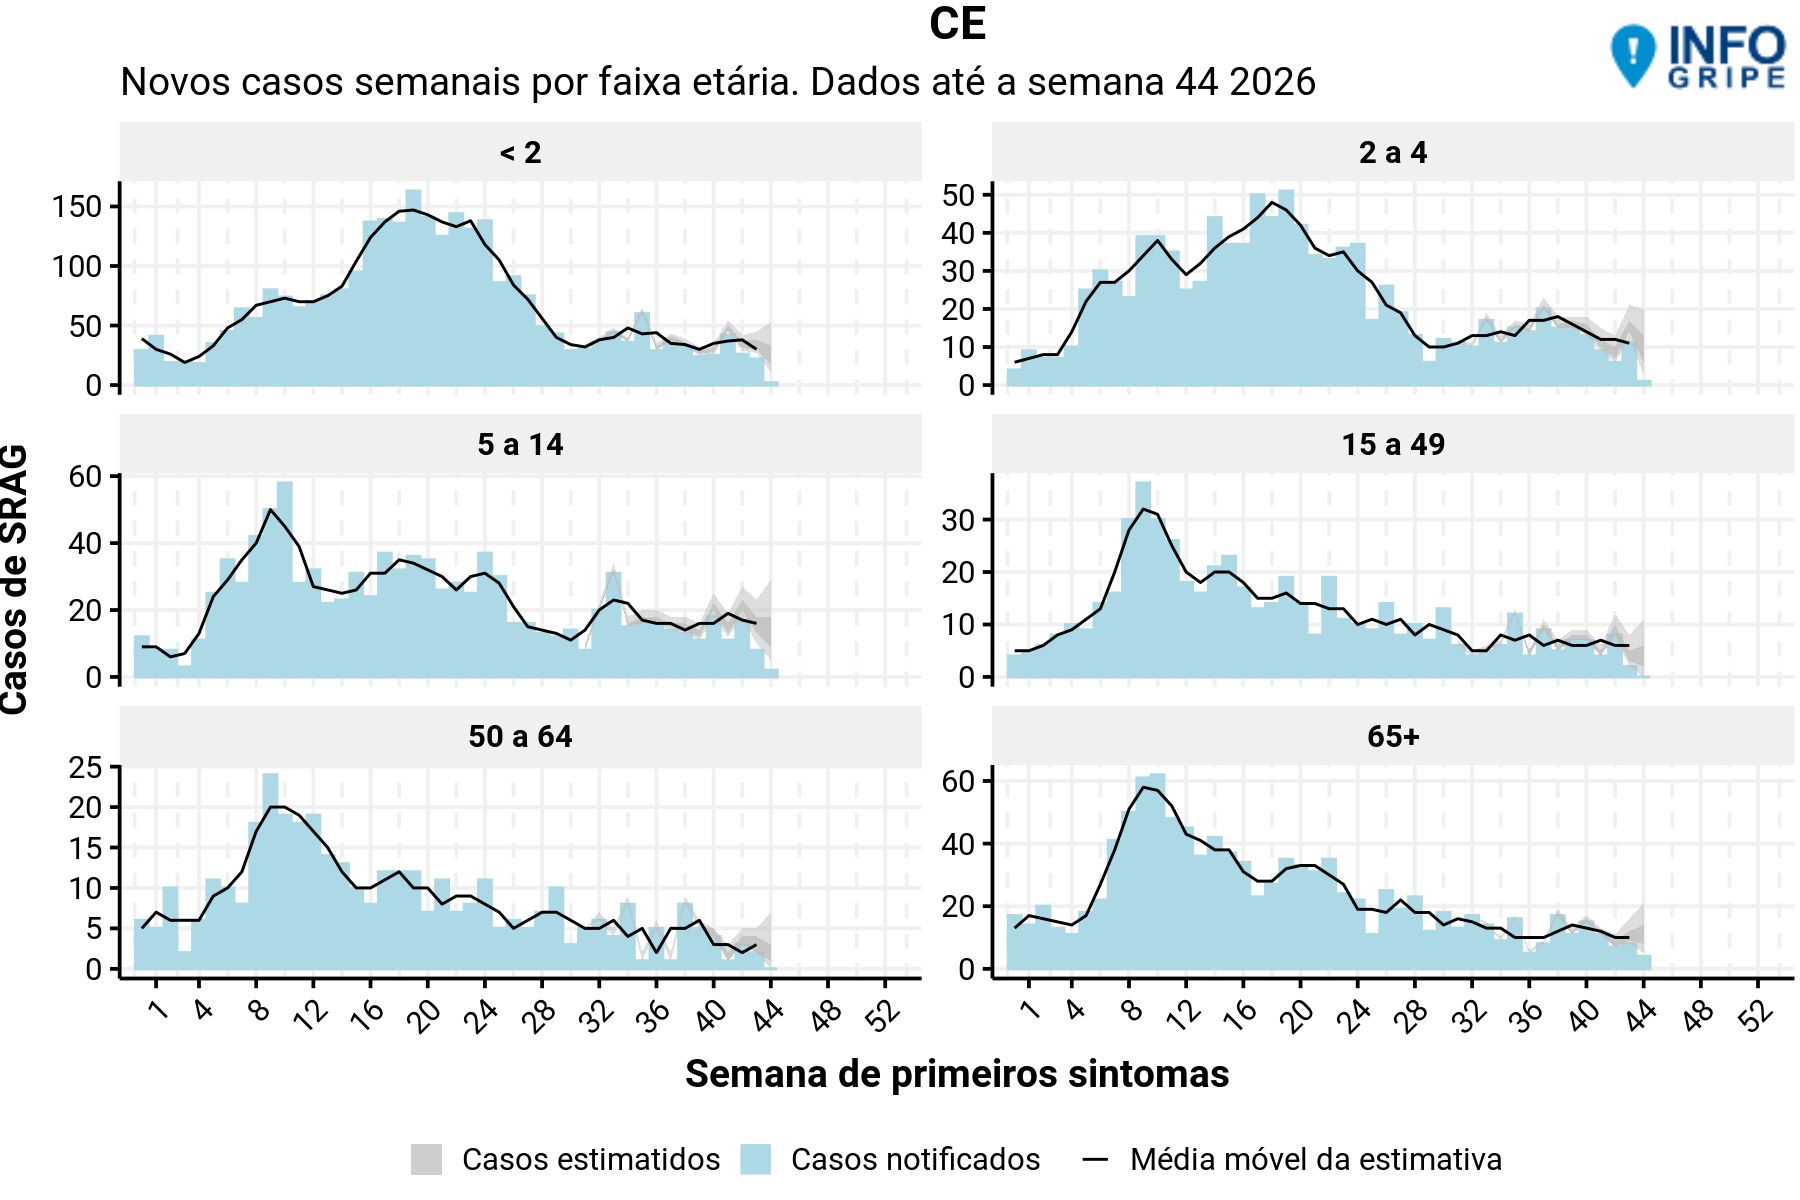 CE
INFO
GRIPE
Novos casos semanais por faixa etária. Dados até a semana 44 2026
Casos de SRAG
< 2
150
100
50
0
2 a 4
50
40
30
20
10
0
5 a 14
60
40
20
0
15 a 49
30
20
10
0
50 a 64
25
20
15
10
5
0
65+
60
40
20
0
1 4 8 12 16 20 24 28 32 36 40 44 48 52
1 4 8 12 16 20 24 28 32 36 40 44 48 52
Semana de primeiros sintomas
Casos estimatidos Casos notificados Média móvel da estimativa